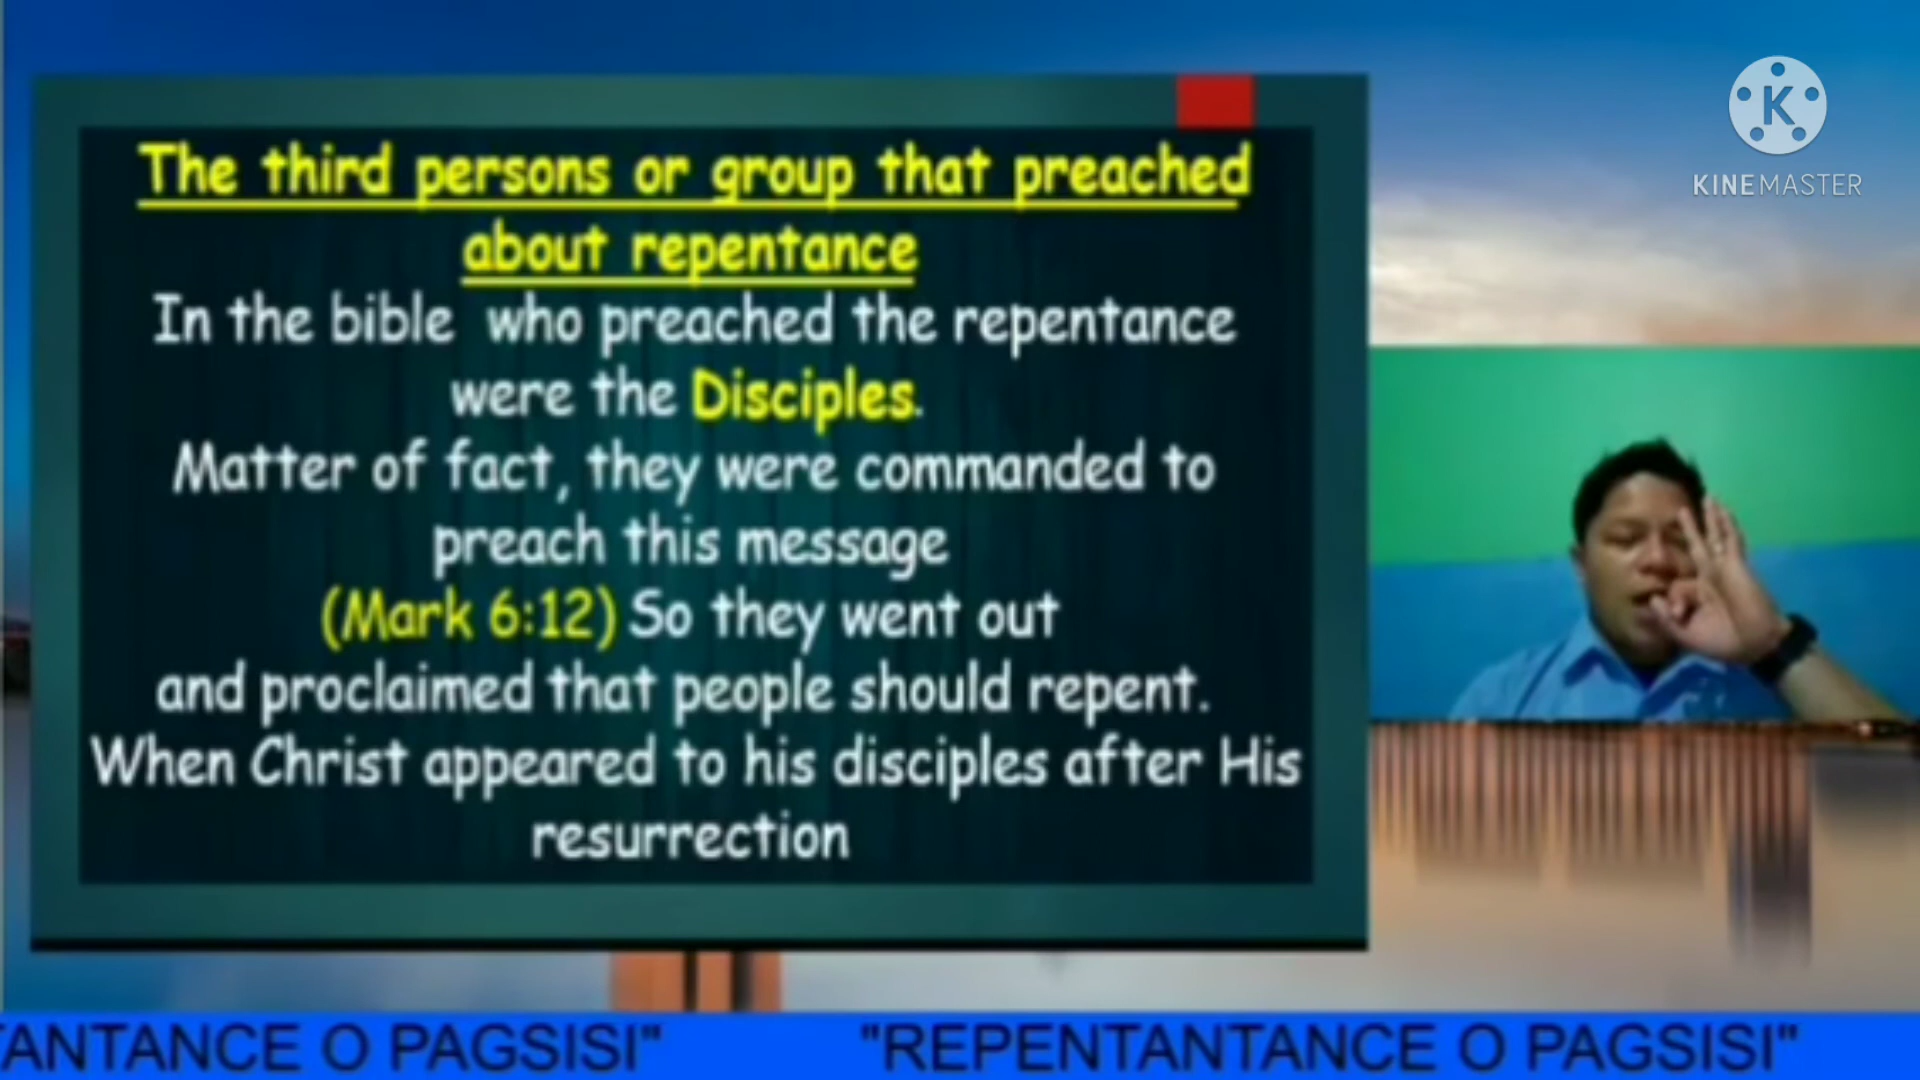 The third persons or group that preached
about repentance
In the bible who preached the repentance
were the Disciples.
Matter of fact, they were commanded to
preach this message
(Mark 6:12) So they went out
and proclaimed that people should repent.
When Christ appeared to his disciples after His
resurrection
K
KINEMASTER
TANTANCE O PAGSISI" "REPENTANTANCE O PAGSISI"